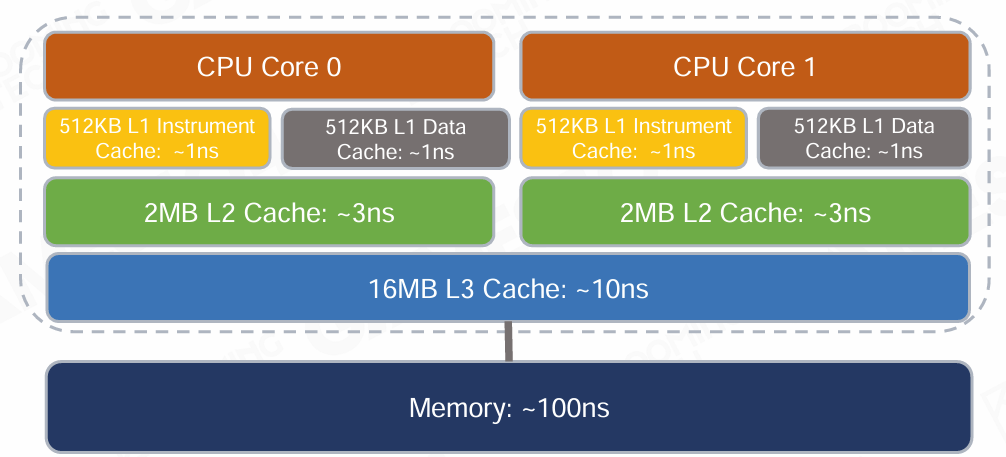 CPU Core 0
CPU Core 1
512KB L1 Instrument
Cache:  ~1ns
512KB L1 Data
Cache: ~1ns
512KB L1 Instrument
Cache:  ~1ns
512KB L1 Data
Cache: ~1ns
2MB L2 Cache: ~3ns
2MB L2 Cache: ~3ns
16MB L3 Cache: ~10ns
Memory: ~100ns